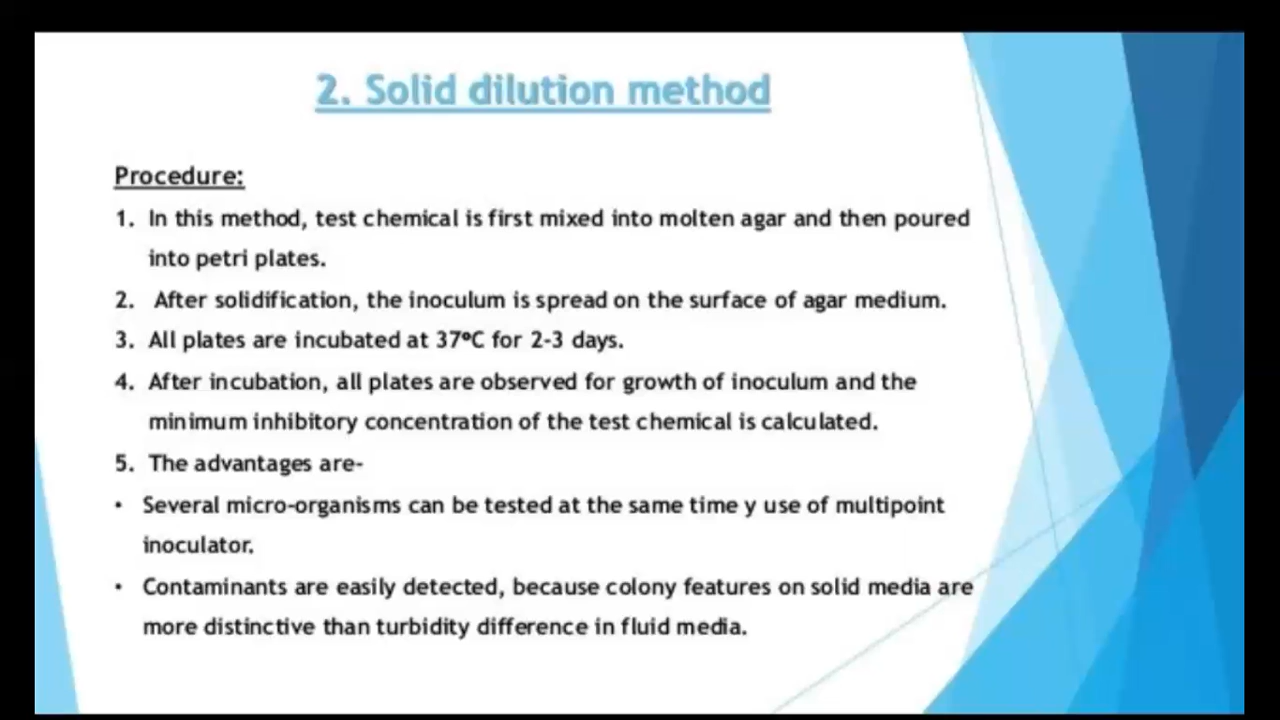 2. Solid dilution method
Procedure:
1. In this method, test chemical is first mixed into molten agar and then poured
into petri plates.
2. After solidification, the inoculum is spread on the surface of agar medium.
3. All plates are incubated at 37°C for 2-3 days.
4. After incubation, all plates are observed for growth of inoculum and the
minimum inhibitory concentration of the test chemical is calculated.
5. The advantages are-
• Several micro-organisms can be tested at the same time y use of multipoint
inoculator.
• Contaminants are easily detected, because colony features on solid media are
more distinctive than turbidity difference in fluid media.